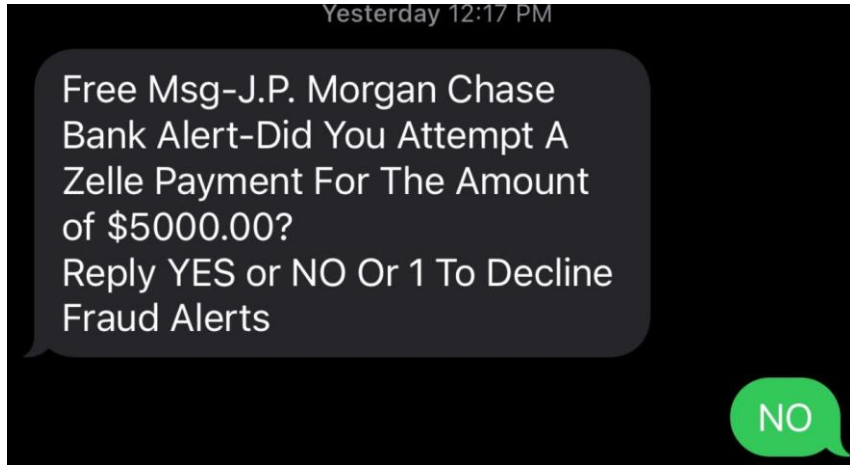 Yesterday 12:17 PM
Free Msg-J.P. Morgan Chase
Bank Alert-Did You Attempt A
Zelle Payment For The Amount
of $5000.00?
Reply YES or NO Or 1 To Decline
Fraud Alerts
NO